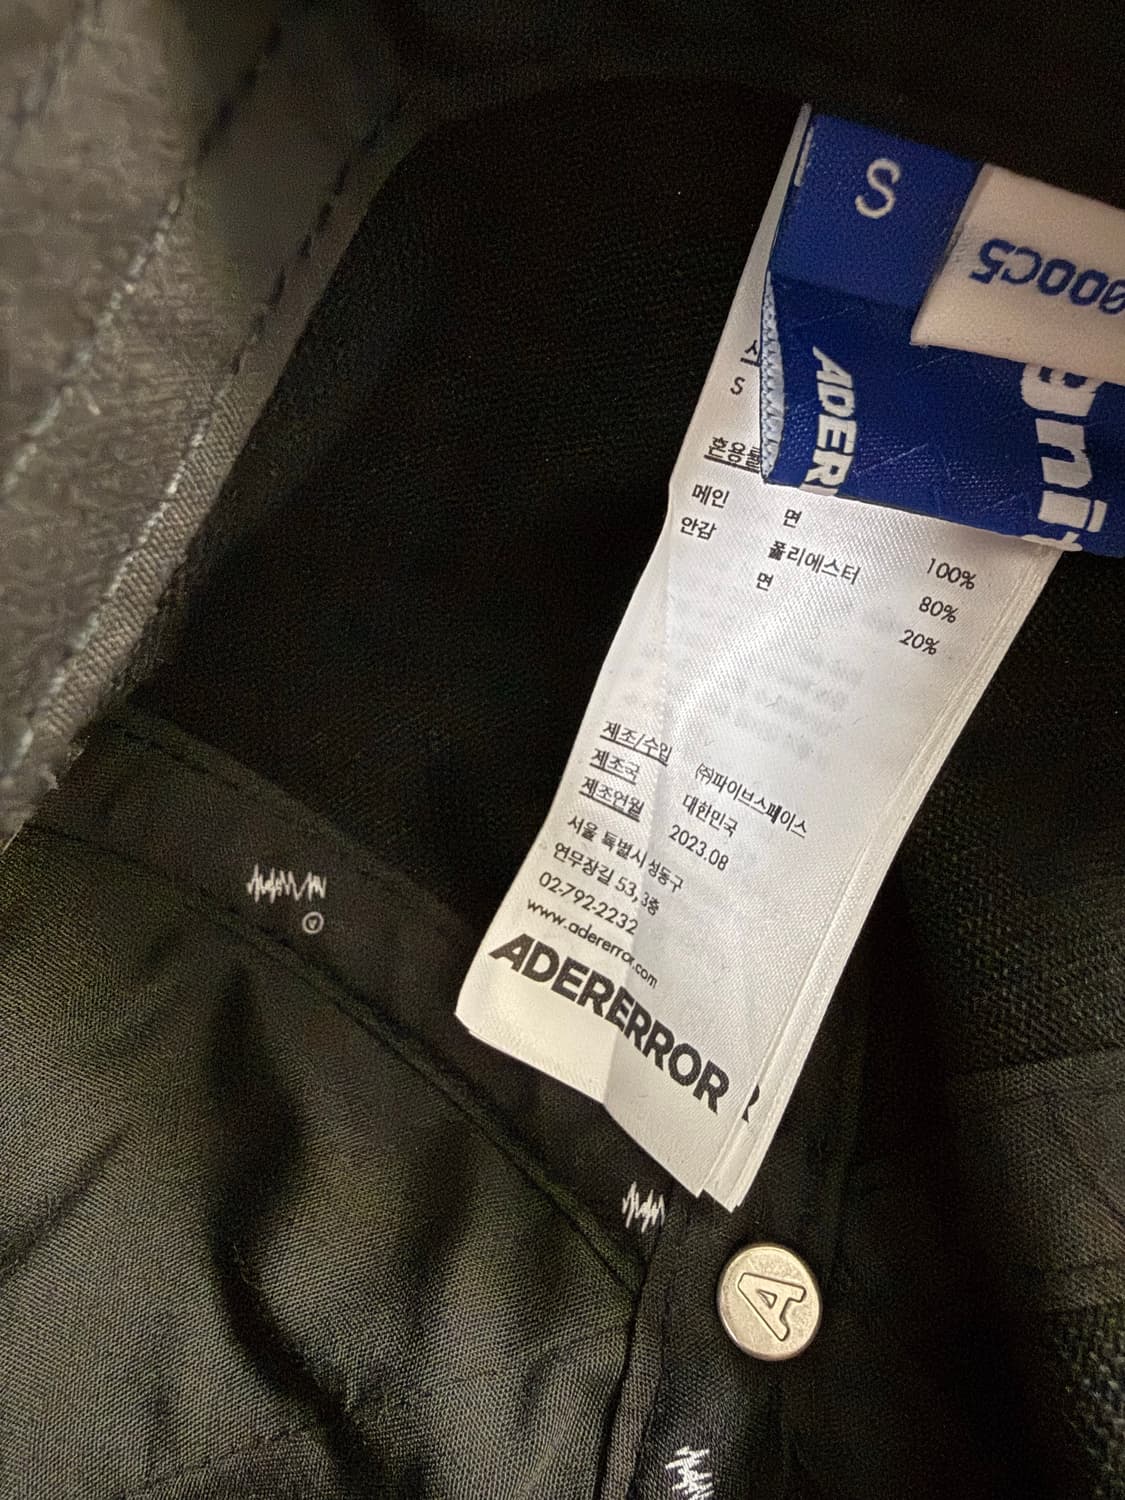 S
000C5
ADER
gnit
S
혼용률
메인 면 100%
안감 폴리에스터 80%
면 20%
제조/수입 ㈜파이브스페이스
제조국 대한민국
제조연월 2023.08
서울 특별시 성동구
연무장길 53, 3층
02-792-2232
www.adererror.com
ADERERROR
R
A
A